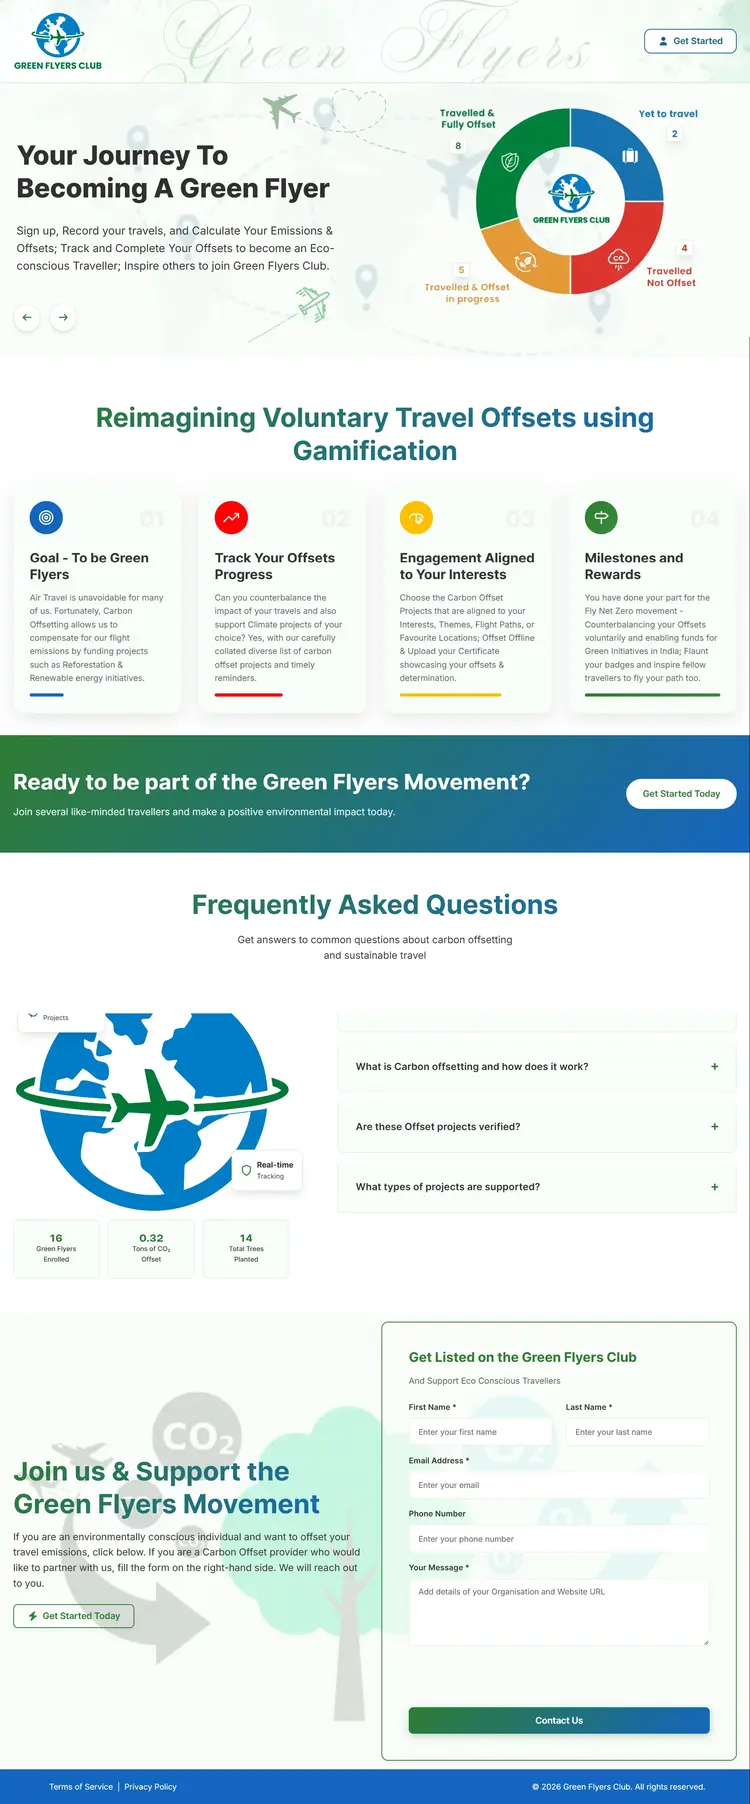 GREEN FLYERS CLUB
Green Flyers
Get Started
Your Journey To
Becoming A Green Flyer
Sign up, Record your travels, and Calculate Your Emissions &
Offsets; Track and Complete Your Offsets to become an Eco-
conscious Traveller; Inspire others to join Green Flyers Club.
Travelled &
Fully Offset
8
Yet to travel
2
GREEN FLYERS CLUB
CO
4
Travelled
Not Offset
5
Travelled & Offset
in progress
Reimagining Voluntary Travel Offsets using
Gamification
01
Goal - To be Green
Flyers
Air Travel is unavoidable for many
of us. Fortunately, Carbon
Offsetting allows us to
compensate for our flight
emissions by funding projects
such as Reforestation &
Renewable energy initiatives.
02
Track Your Offsets
Progress
Can you counterbalance the
impact of your travels and also
support Climate projects of your
choice? Yes, with our carefully
collated diverse list of carbon
offset projects and timely
reminders.
03
Engagement Aligned
to Your Interests
Choose the Carbon Offset
Projects that are aligned to your
Interests, Themes, Flight Paths, or
Favourite Locations; Offset Offline
& Upload your Certificate
showcasing your offsets &
determination.
04
Milestones and
Rewards
You have done your part for the
Fly Net Zero movement -
Counterbalancing your Offsets
voluntarily and enabling funds for
Green Initiatives in India; Flaunt
your badges and inspire fellow
travellers to fly your path too.
Ready to be part of the Green Flyers Movement?
Join several like-minded travellers and make a positive environmental impact today.
Get Started Today
Frequently Asked Questions
Get answers to common questions about carbon offsetting
and sustainable travel
Projects
Real-time
Tracking
16
Green Flyers
Enrolled
0.32
Tons of CO₂
Offset
14
Total Trees
Planted
What is Carbon offsetting and how does it work?
+
Are these Offset projects verified?
+
What types of projects are supported?
+
CO2
Join us & Support the
Green Flyers Movement
If you are an environmentally conscious individual and want to offset your
travel emissions, click below. If you are a Carbon Offset provider who would
like to partner with us, fill the form on the right-hand side. We will reach out
to you.
Get Started Today
Get Listed on the Green Flyers Club
And Support Eco Conscious Travellers
First Name *
Last Name *
Enter your first name
Enter your last name
Email Address *
Enter your email
Phone Number
Enter your phone number
Your Message *
Add details of your Organisation and Website URL
Contact Us
Terms of Service | Privacy Policy
© 2026 Green Flyers Club. All rights reserved.